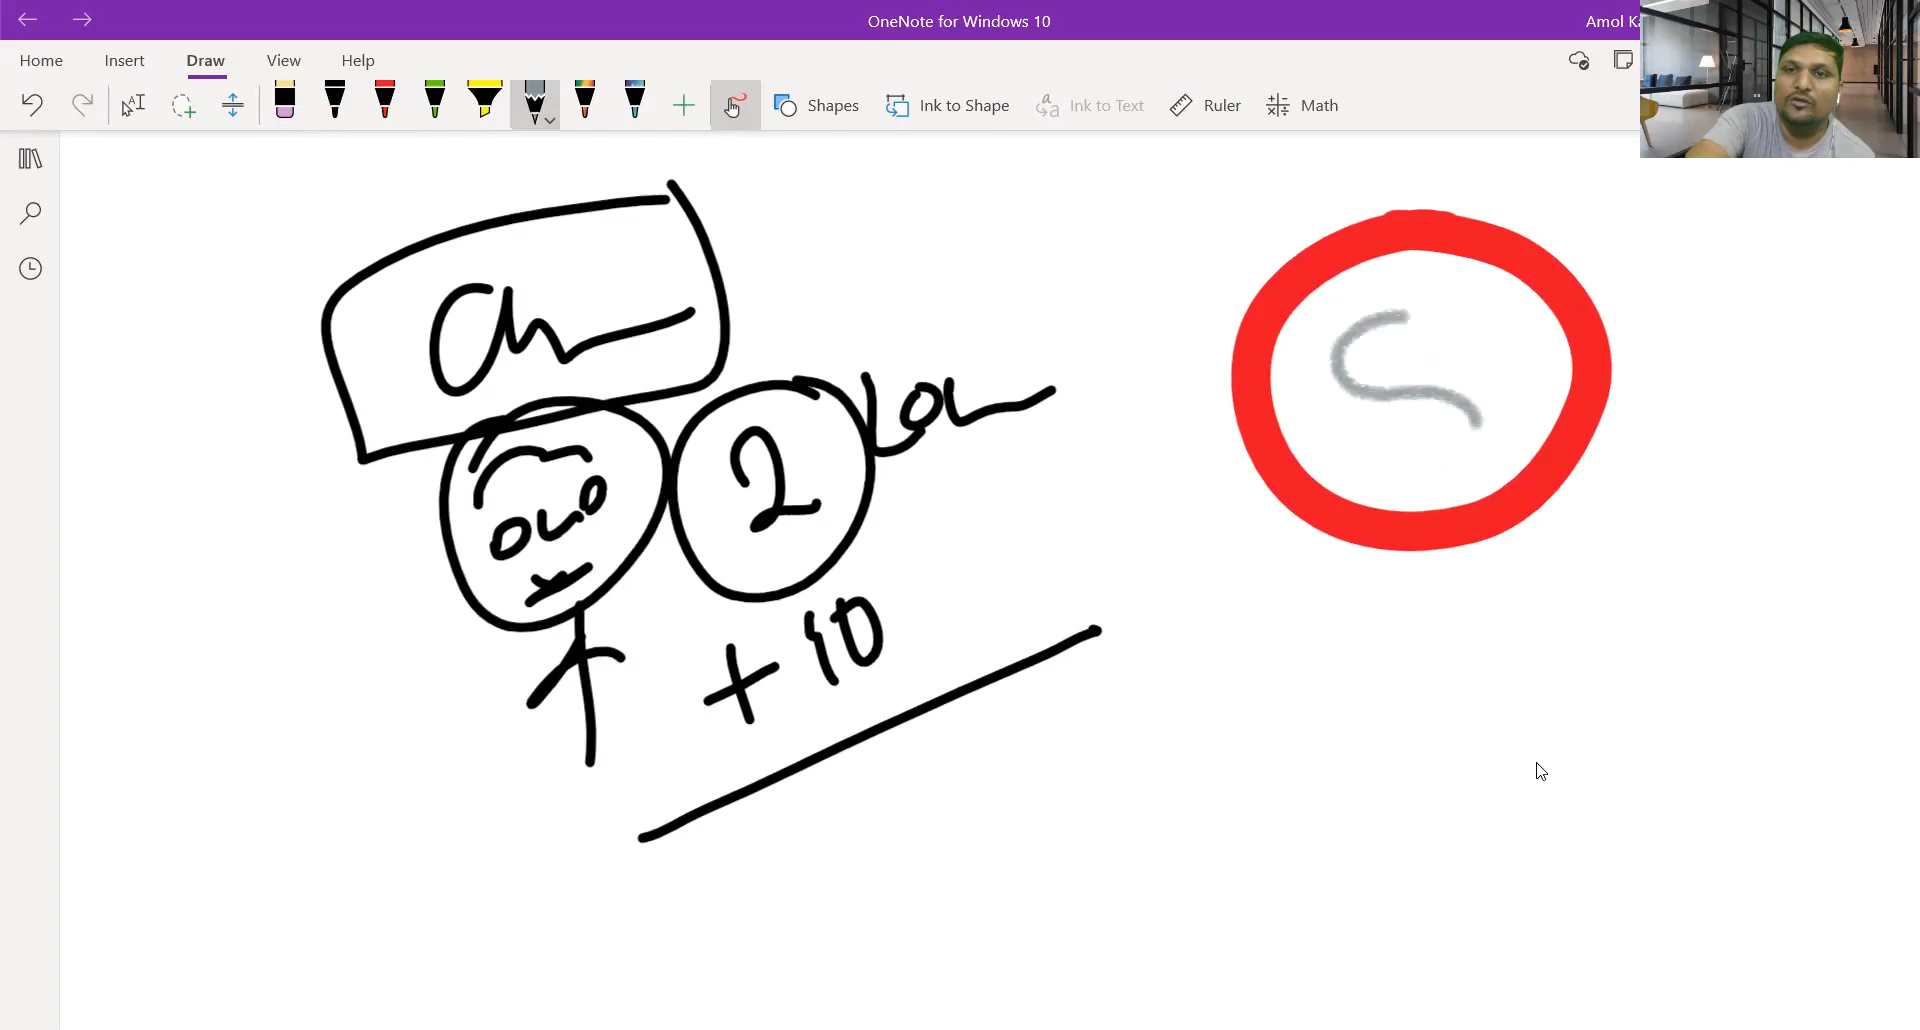 OneNote for Windows 10
Amol Ka
Home Insert Draw View Help
Shapes Ink to Shape Ink to Text Ruler Math
2
+10